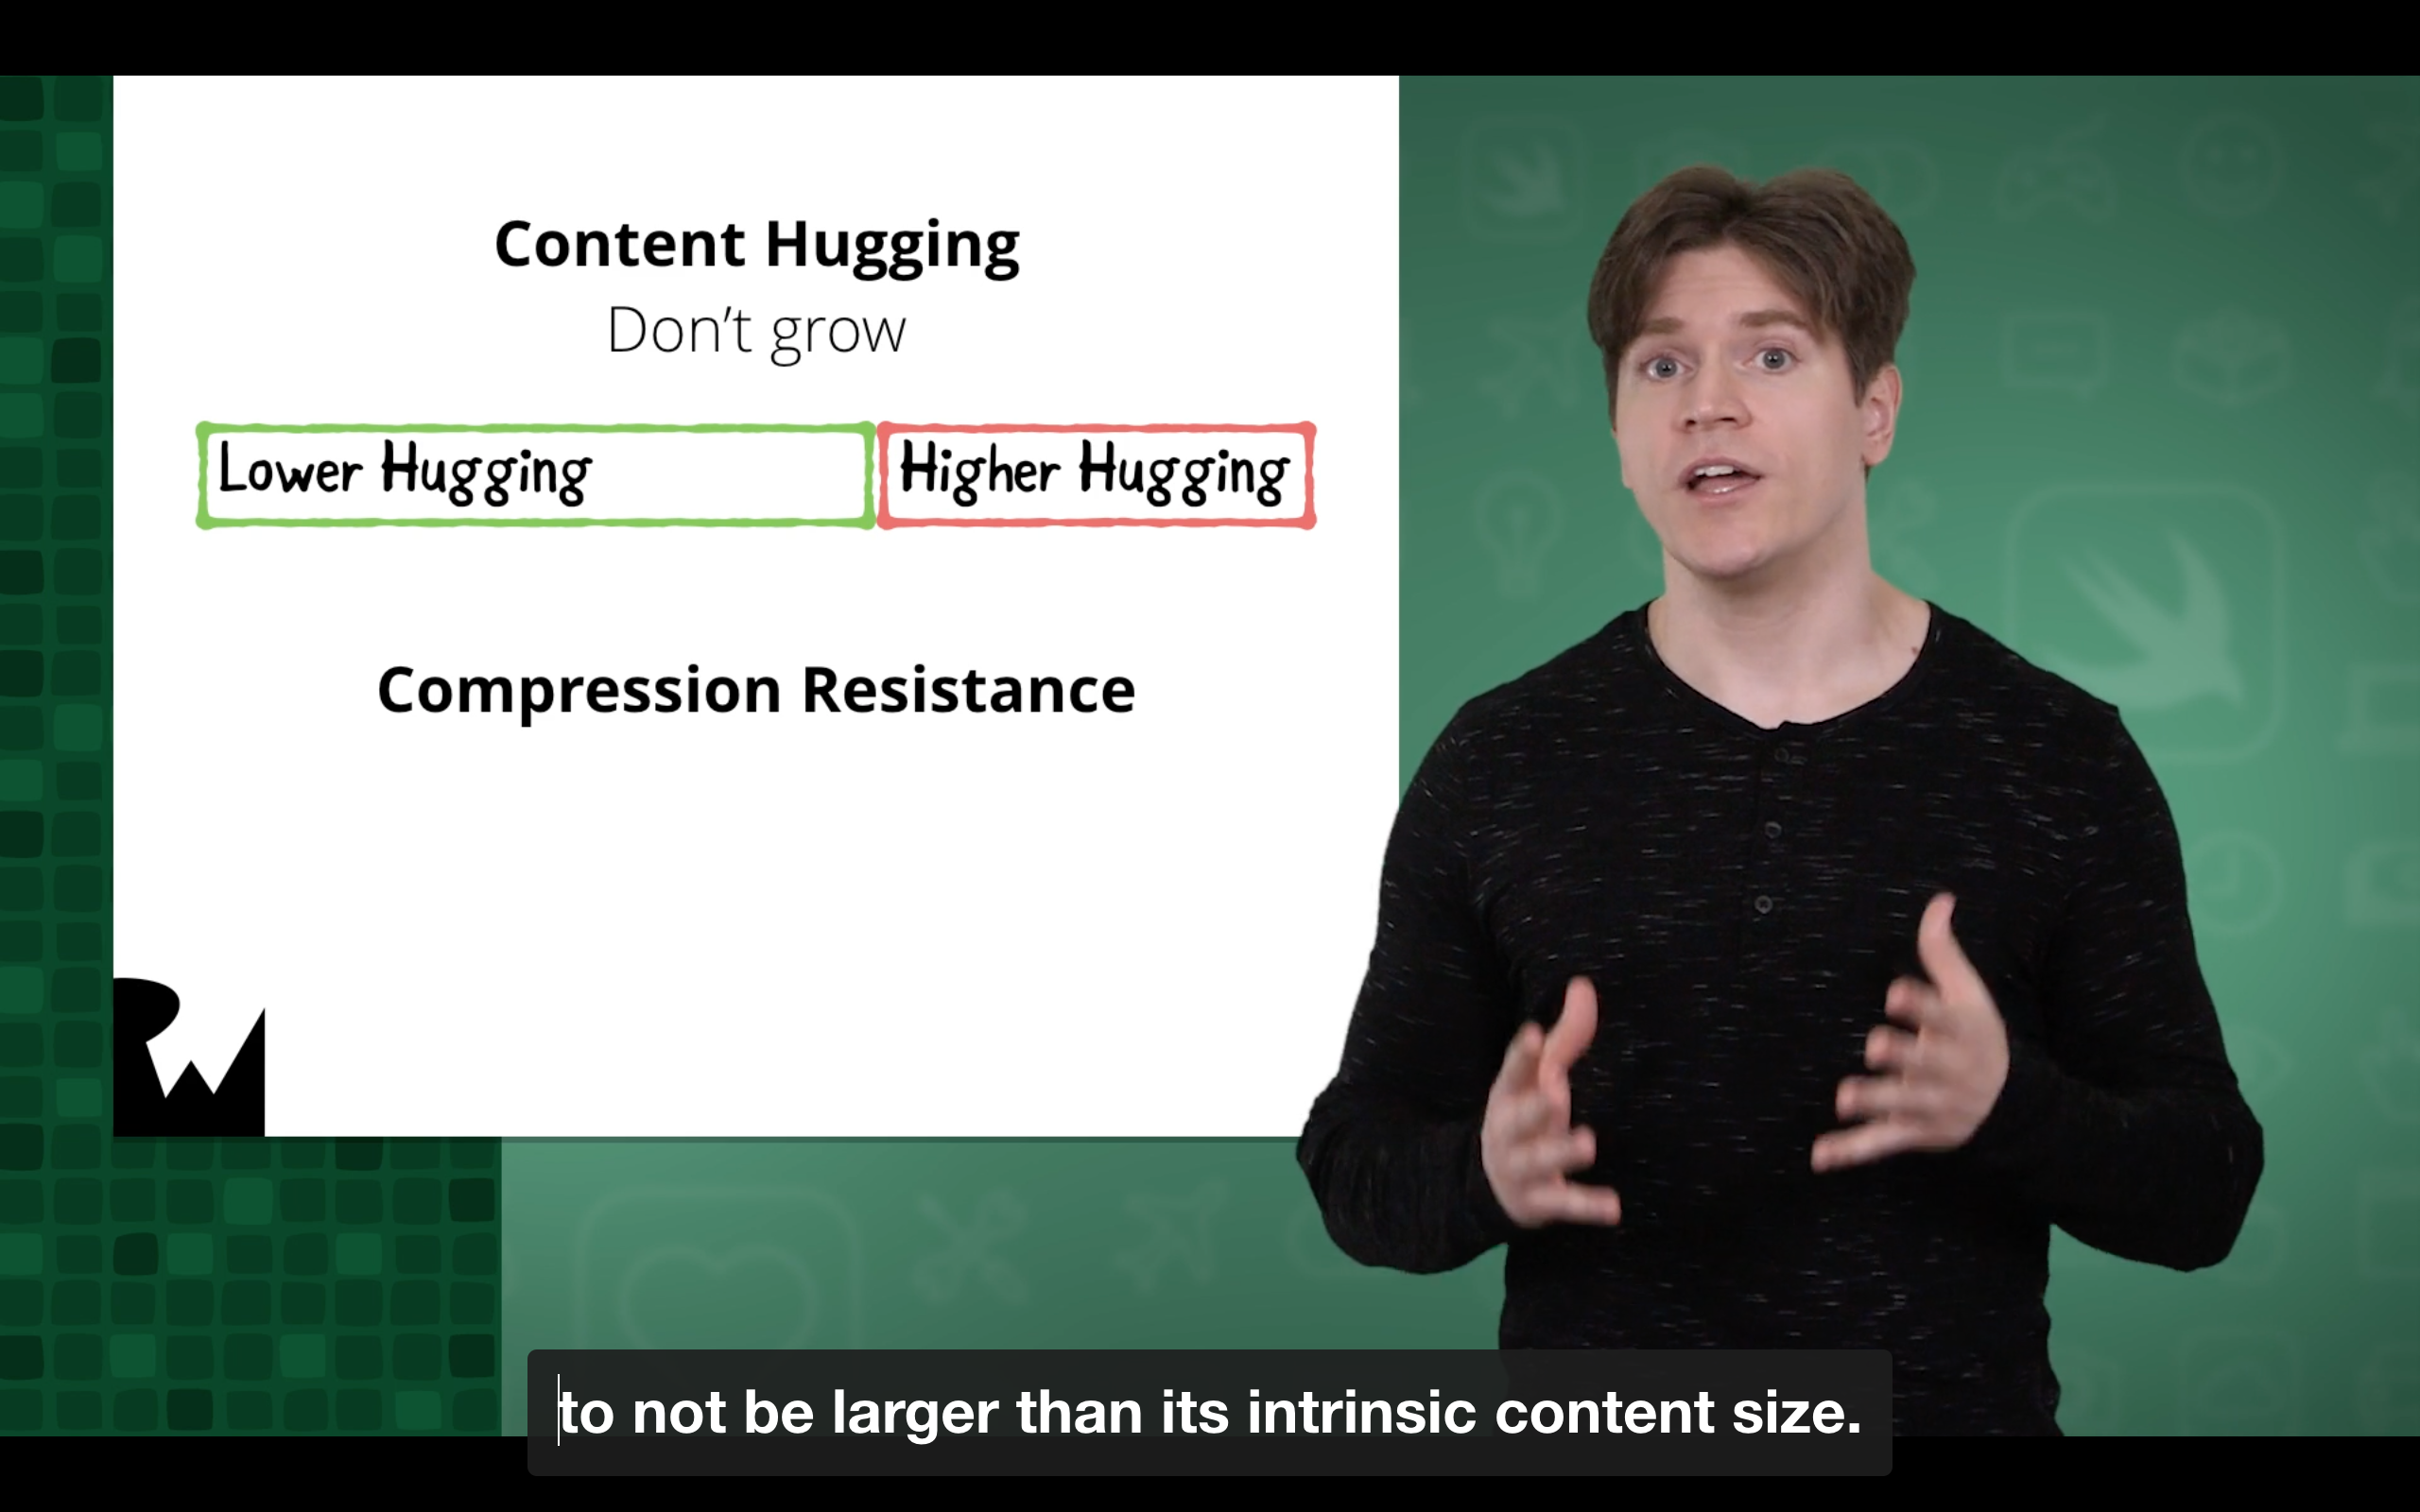 Content Hugging
Don't grow
Lower Hugging Higher Hugging
Compression Resistance
RW
to not be larger than its intrinsic content size.